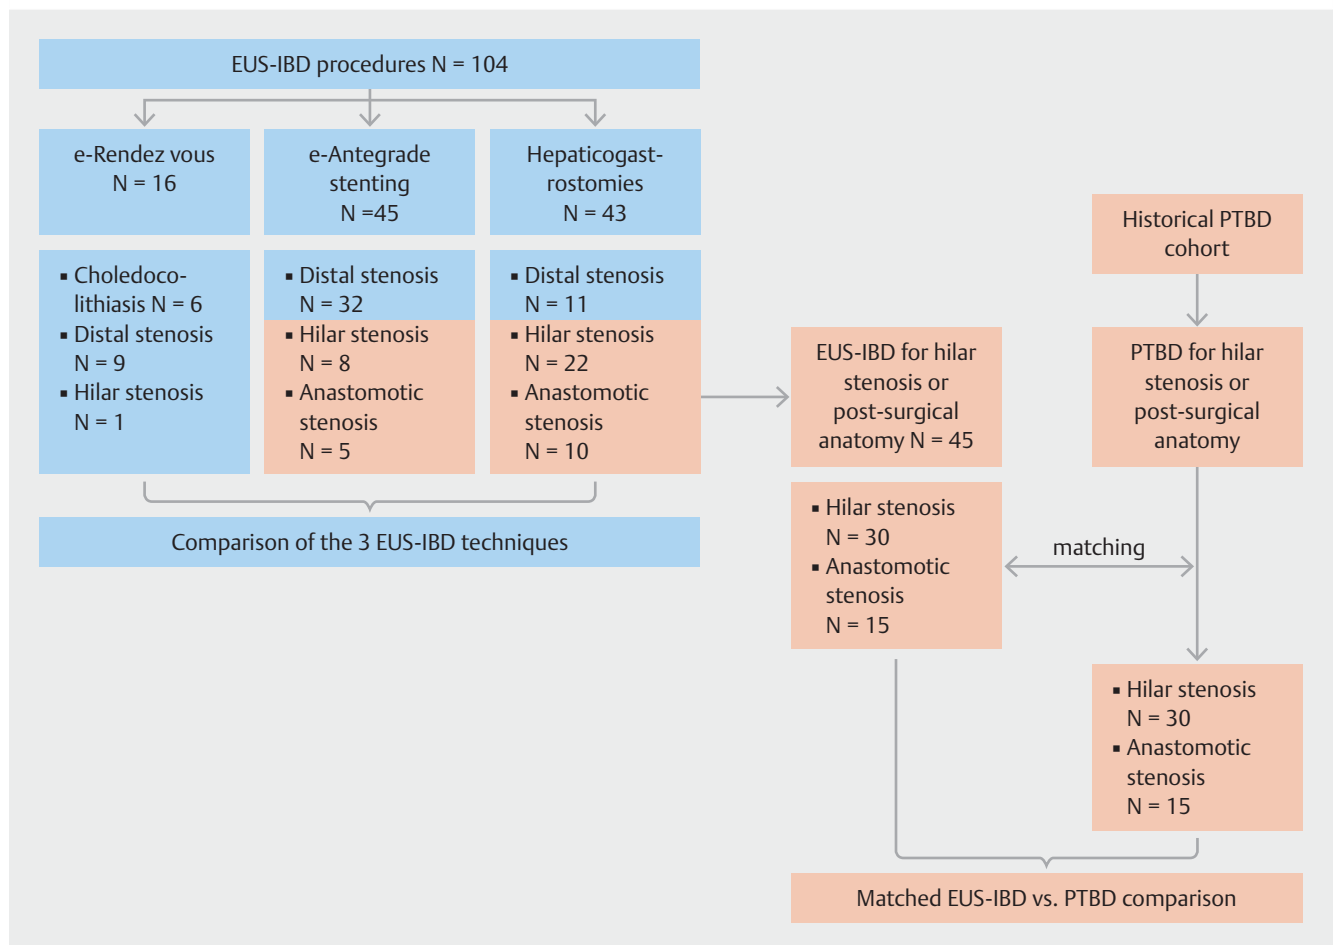 EUS-IBD procedures N = 104
e-Rendez vous
N = 16
e-Antegrade
stenting
N =45
Hepaticogast-
rostomies
N = 43
▪ Choledoco-
lithiasis N = 6
▪ Distal stenosis
N = 9
▪ Hilar stenosis
N = 1
▪ Distal stenosis
N = 32
▪ Hilar stenosis
N = 8
▪ Anastomotic
stenosis
N = 5
▪ Distal stenosis
N = 11
▪ Hilar stenosis
N = 22
▪ Anastomotic
stenosis
N = 10
Comparison of the 3 EUS-IBD techniques
EUS-IBD for hilar
stenosis or
post-surgical
anatomy N = 45
▪ Hilar stenosis
N = 30
▪ Anastomotic
stenosis
N = 15
matching
Historical PTBD
cohort
PTBD for hilar
stenosis or
post-surgical
anatomy
▪ Hilar stenosis
N = 30
▪ Anastomotic
stenosis
N = 15
Matched EUS-IBD vs. PTBD comparison